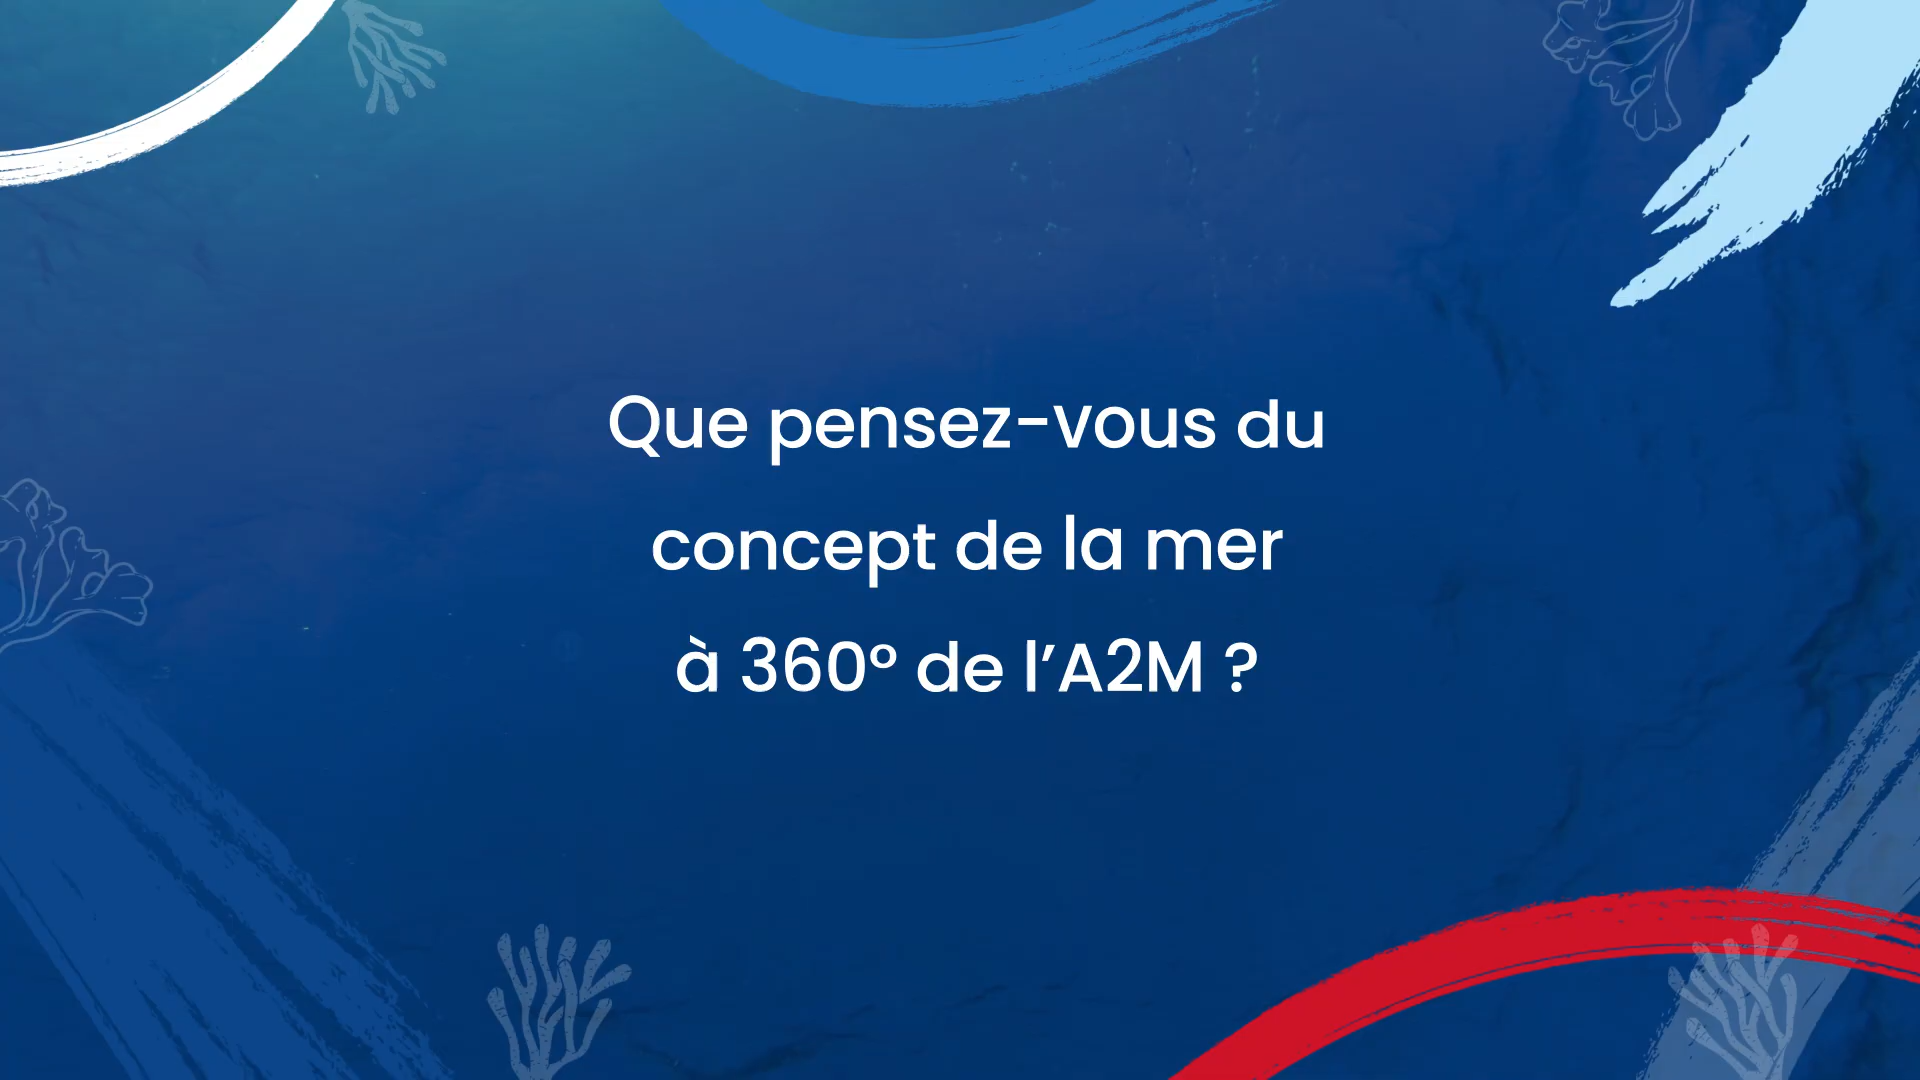 Que pensez-vous du
concept de la mer
à 360° de l’A2M ?